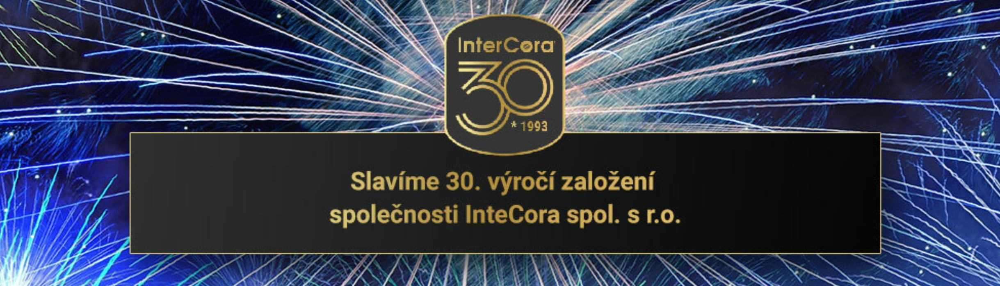 InterCora
30
* 1993
Slavíme 30. výročí založení
společnosti InteCora spol. s r.o.